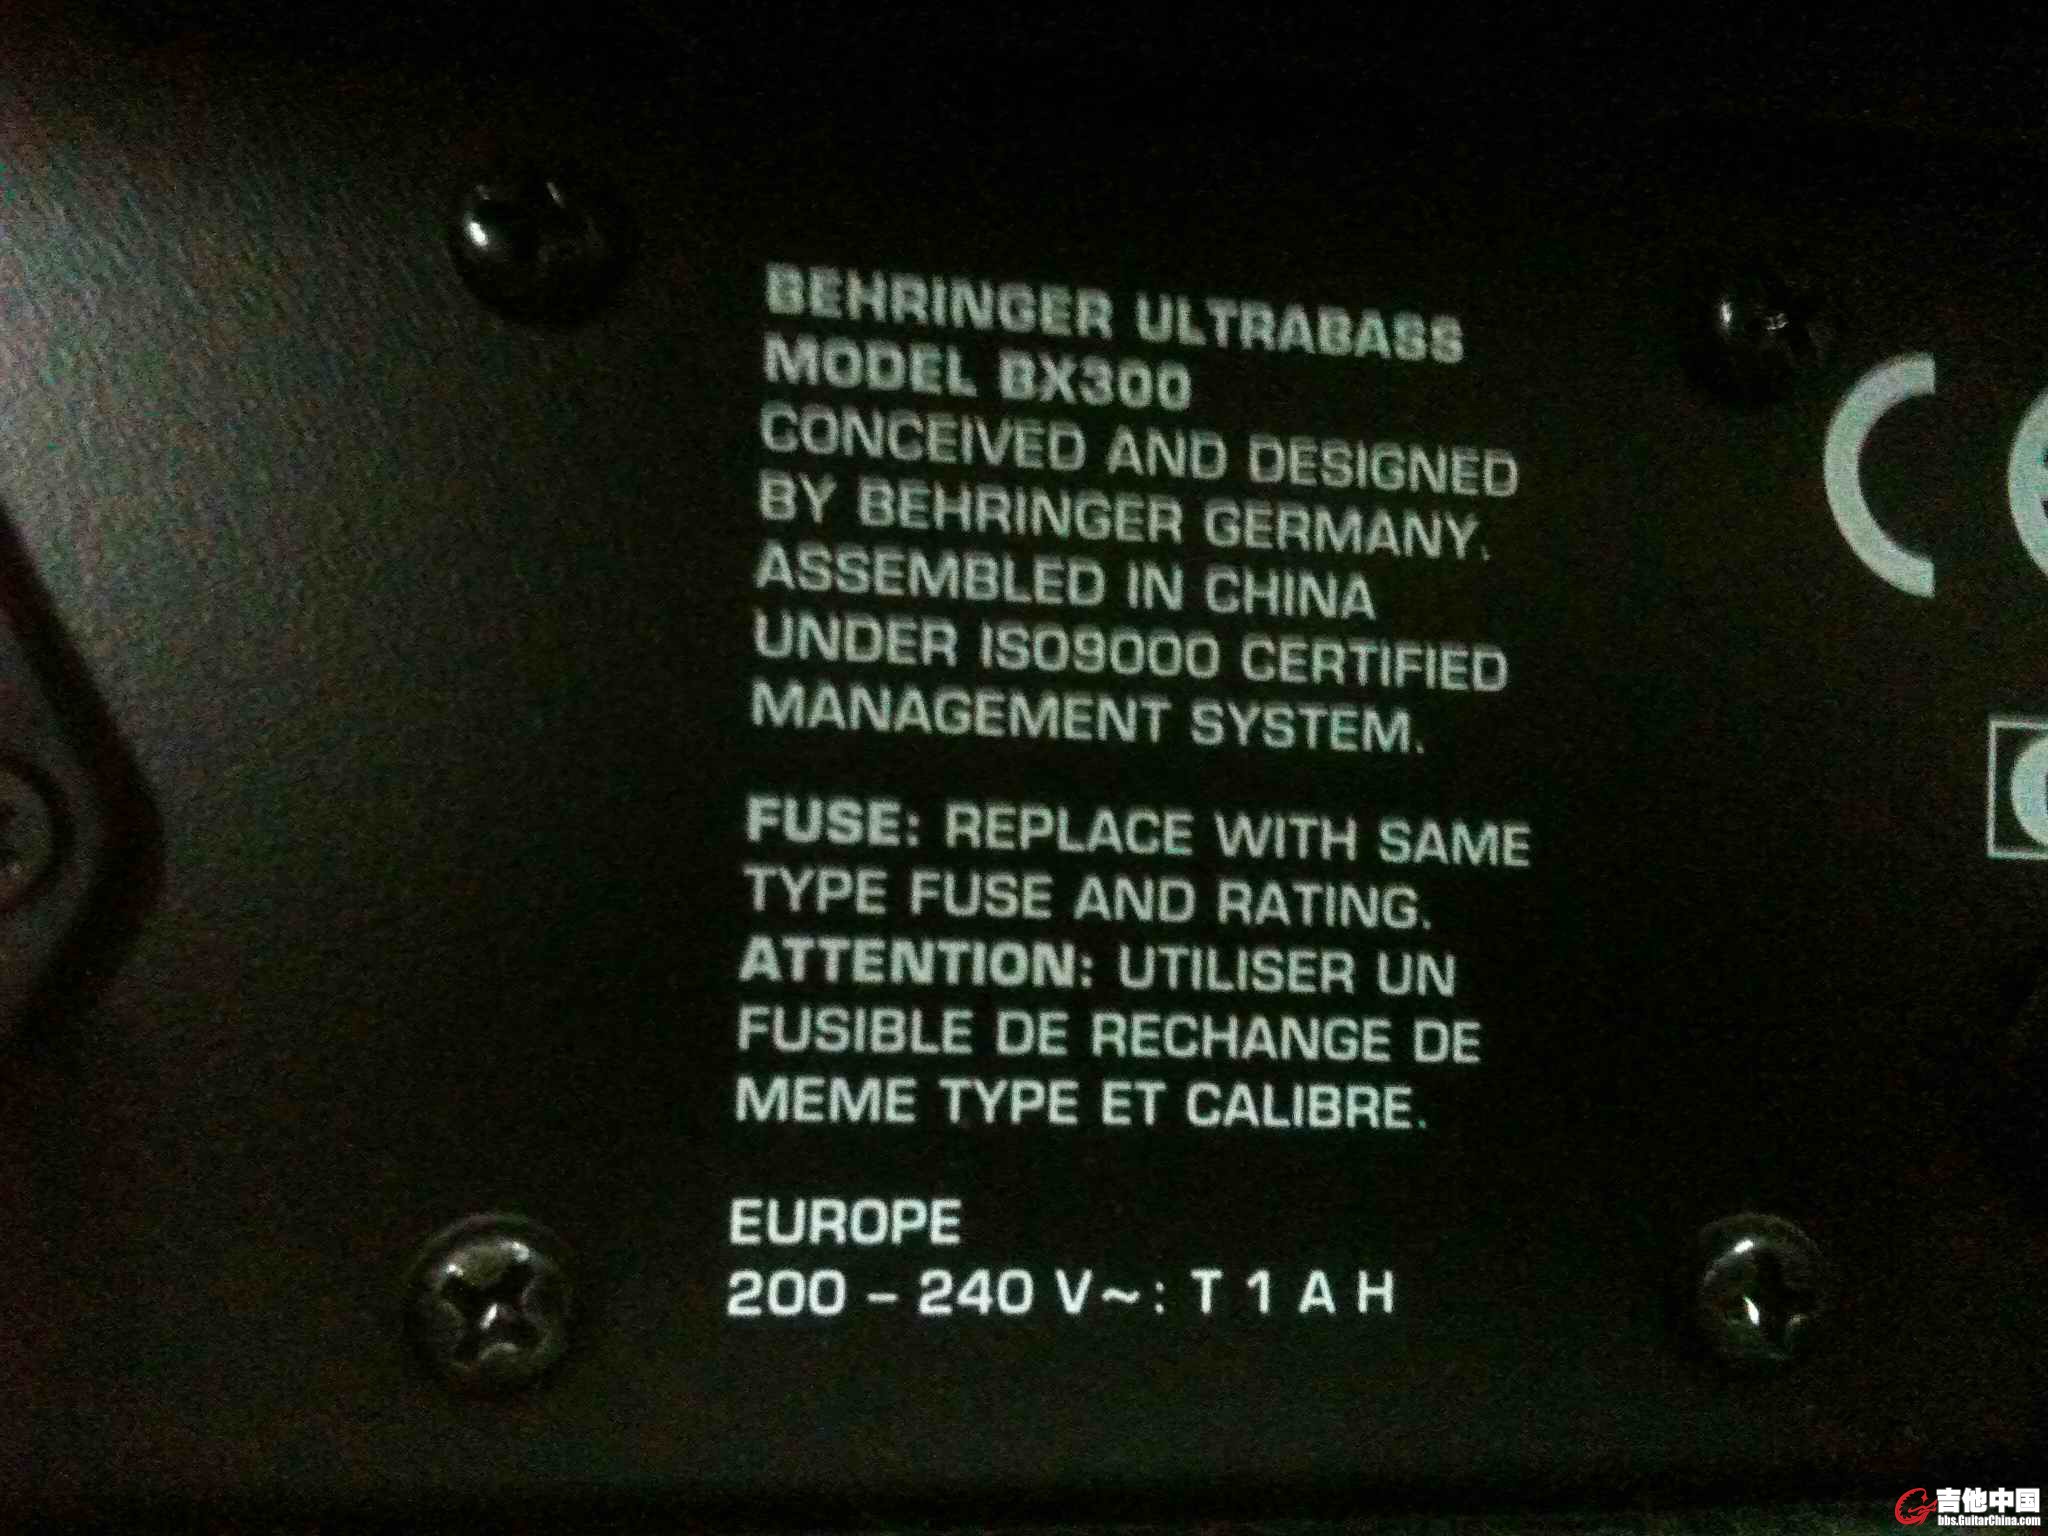 BEHRINGER ULTRABASS
MODEL BX300
CONCEIVED AND DESIGNED
BY BEHRINGER GERMANY.
ASSEMBLED IN CHINA
UNDER ISO9000 CERTIFIED
MANAGEMENT SYSTEM.
FUSE: REPLACE WITH SAME
TYPE FUSE AND RATING.
ATTENTION: UTILISER UN
FUSIBLE DE RECHANGE DE
MEME TYPE ET CALIBRE.
EUROPE
200 – 240 V~: T 1 A H
CE
吉他中国
bbs.GuitarChina.com